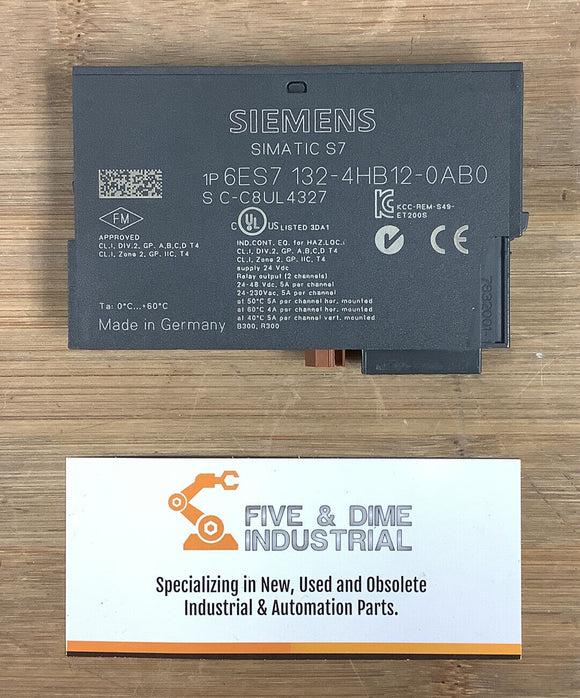 SIEMENS
SIMATIC S7
1P 6ES7 132-4HB12-0AB0
S C-C8UL4327
FM
APPROVED
CL.I, DIV.2, GP. A,B,C,D T4
CL.I, Zone 2, GP. IIC, T4
C UL US LISTED 3DA1
IND.CONT. EQ. for HAZ.LOC.:
CL.I, DIV.2, GP. A,B,C,D T4
CL.I, Zone 2, GP. IIC, T4
supply 24 Vdc
Relay output (2 channels)
24-48 Vdc, 5A per channel
24-230Vac, 5A per channel
at 50°C 5A per channel hor. mounted
at 60°C 4A per channel hor. mounted
at 40°C 5A per channel vert. mounted
B300, R300
KCC-REM-S49-
ET200S
N117
Ta: 0°C...+60°C
Made in Germany
FIVE & DIME
INDUSTRIAL
Specializing in New, Used and Obsolete
Industrial & Automation Parts.